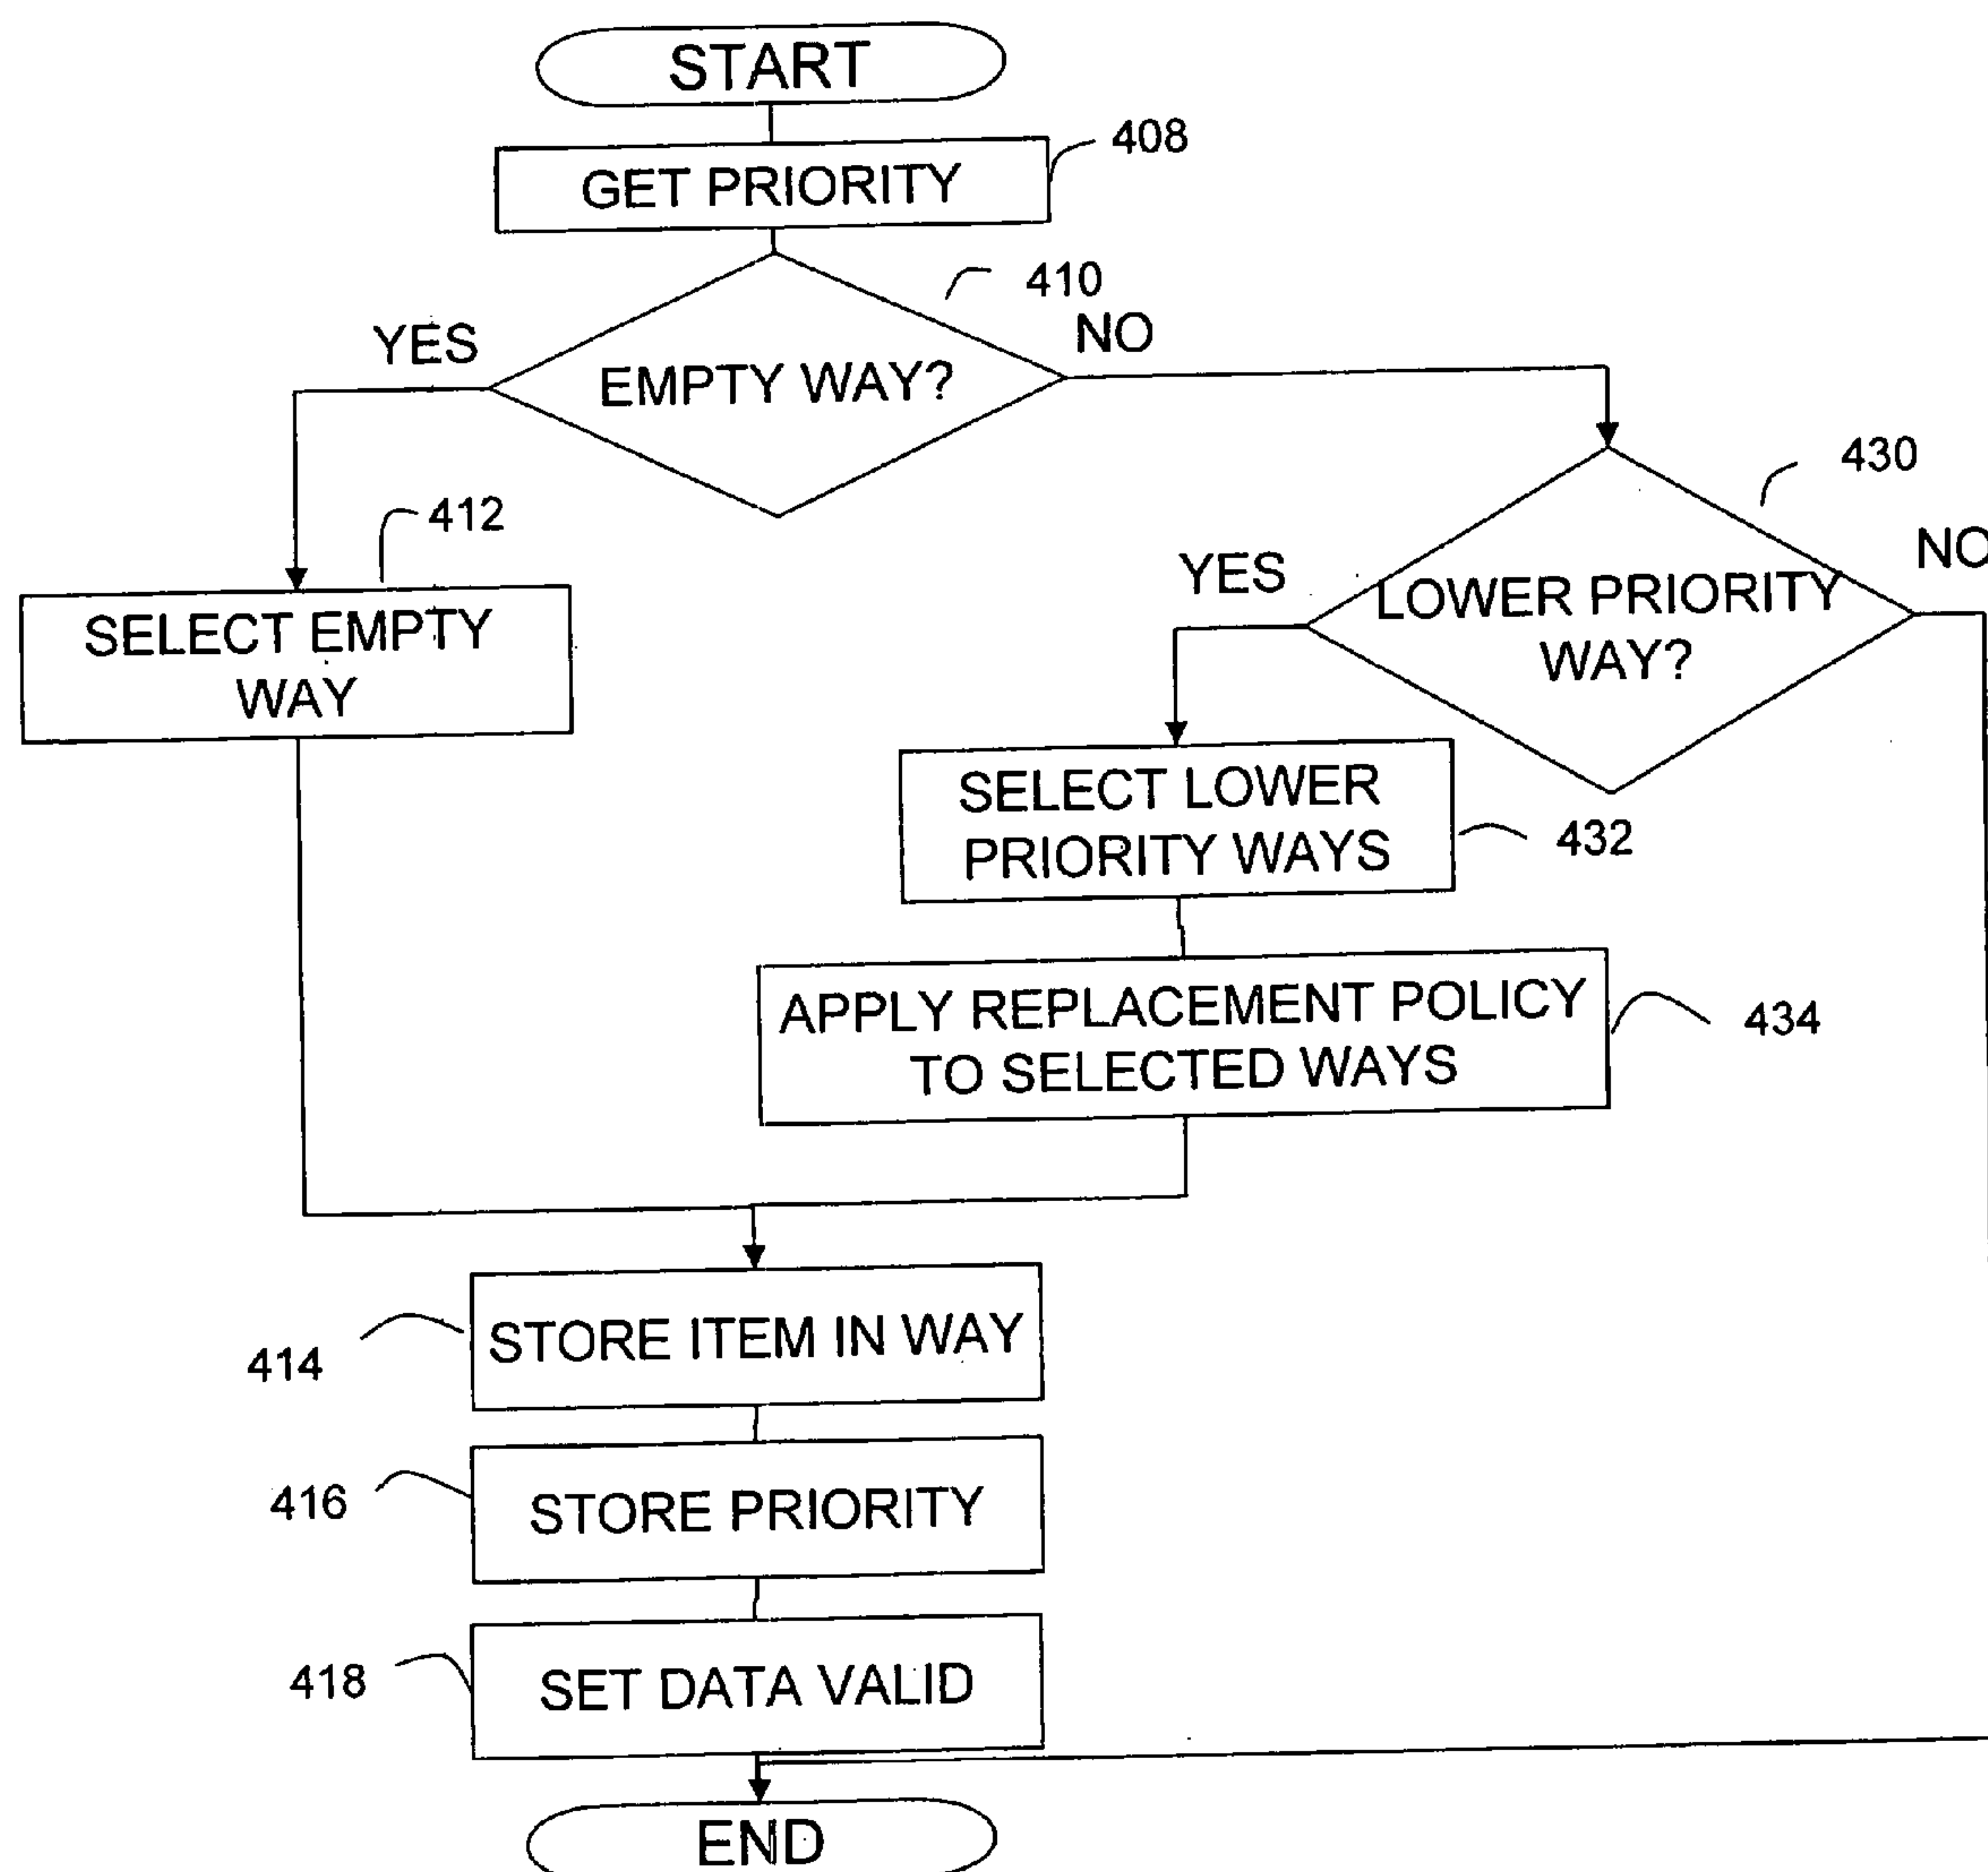 START
GET PRIORITY
408
410
YES
NO
EMPTY WAY?
430
412
NO
YES
LOWER PRIORITY
WAY?
SELECT EMPTY
WAY
SELECT LOWER
PRIORITY WAYS
432
APPLY REPLACEMENT POLICY
TO SELECTED WAYS
434
STORE ITEM IN WAY
414
STORE PRIORITY
416
SET DATA VALID
418
END